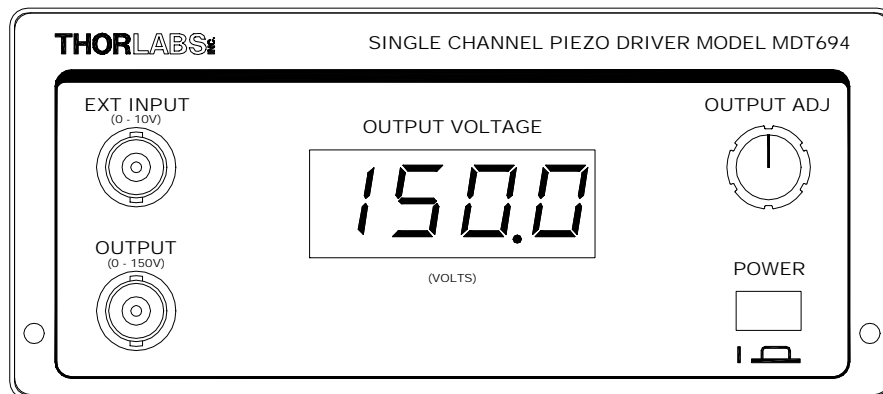 THORLABS INC.
SINGLE CHANNEL PIEZO DRIVER MODEL MDT694
EXT INPUT
(0 - 10V)
OUTPUT VOLTAGE
OUTPUT ADJ
150.0
OUTPUT
(0 - 150V)
(VOLTS)
POWER